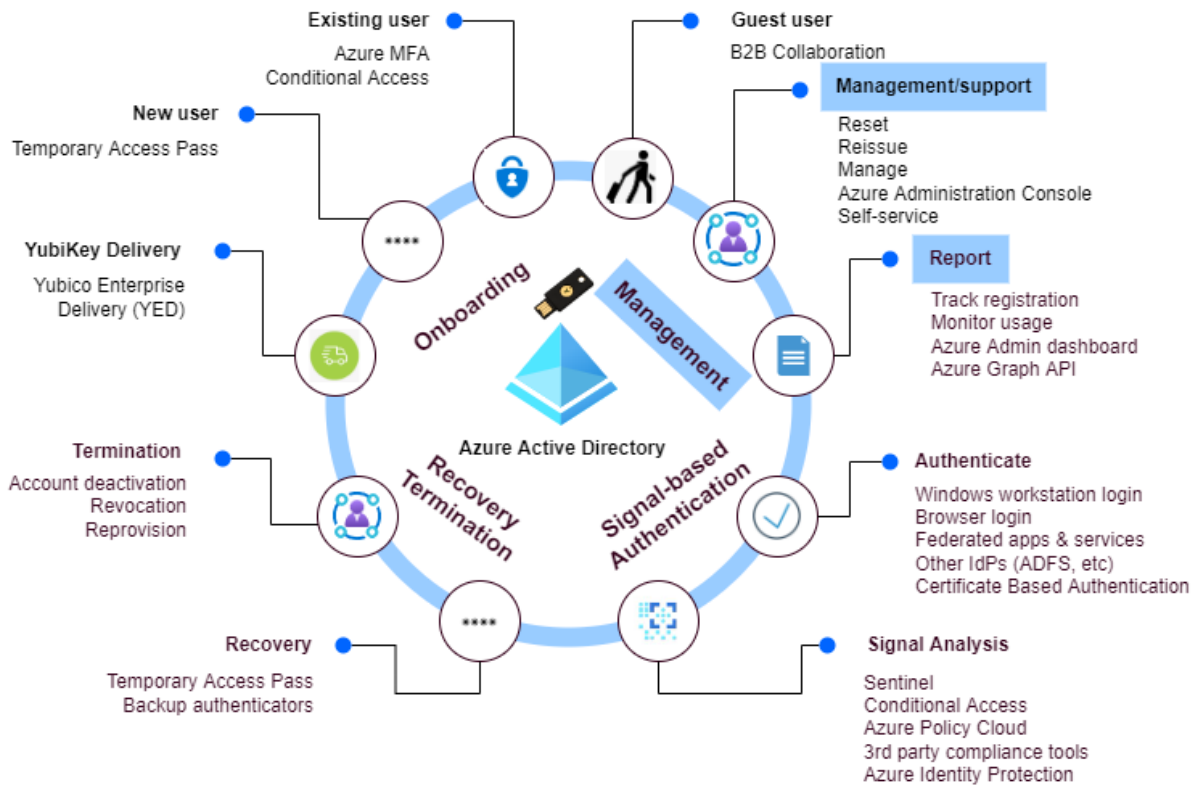 Existing user
Azure MFA
Conditional Access
Guest user
B2B Collaboration
Management/support
Reset
Reissue
Manage
Azure Administration Console
Self-service
New user
Temporary Access Pass
****
YubiKey Delivery
Yubico Enterprise
Delivery (YED)
Report
Track registration
Monitor usage
Azure Admin dashboard
Azure Graph API
Onboarding
Management
Azure Active Directory
Recovery
Termination
Signal-based
Authentication
Termination
Account deactivation
Revocation
Reprovision
Authenticate
Windows workstation login
Browser login
Federated apps & services
Other IdPs (ADFS, etc)
Certificate Based Authentication
****
Recovery
Temporary Access Pass
Backup authenticators
Signal Analysis
Sentinel
Conditional Access
Azure Policy Cloud
3rd party compliance tools
Azure Identity Protection